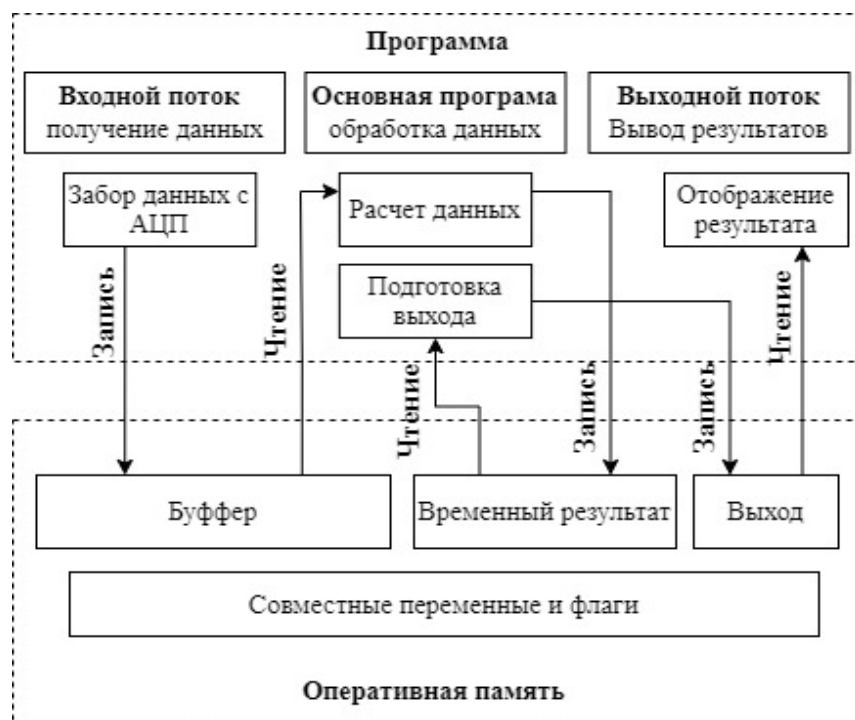 Программа
Входной поток
получение данных
Основная програма
обработка данных
Выходной поток
Вывод результатов
Забор данных с
АЦП
Расчет данных
Отображение
результата
Подготовка
выхода
Запись
Чтение
Чтение
Чтение
Запись
Запись
Буффер
Временный результат
Выход
Совместные переменные и флаги
Оперативная память